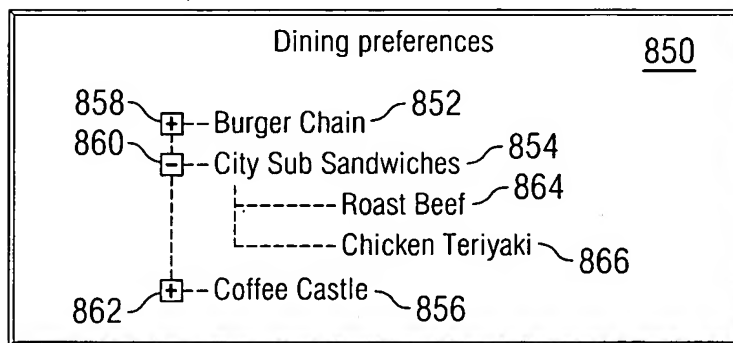 Dining preferences 850
858 + Burger Chain 852
860 - City Sub Sandwiches 854
Roast Beef 864
Chicken Teriyaki 866
862 + Coffee Castle 856